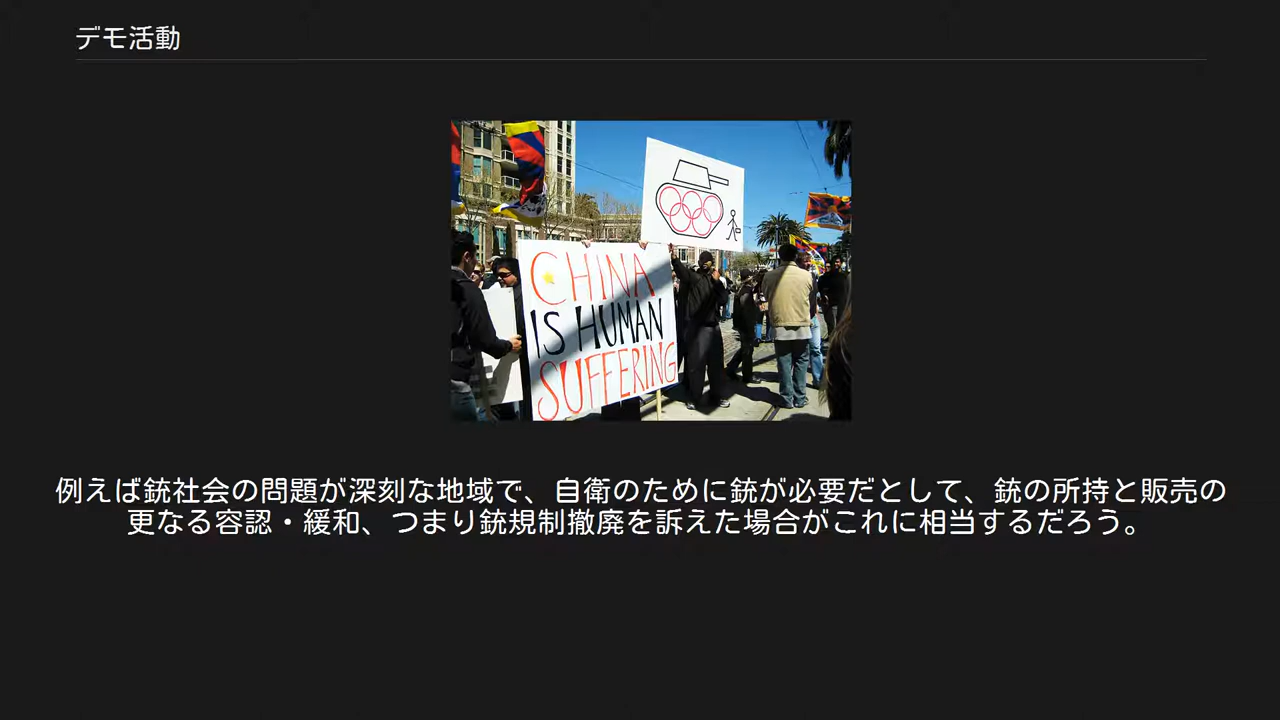 デモ活動
CHINA
IS HUMAN
SUFFERING
例えば銃社会の問題が深刻な地域で、自衛のために銃が必要だとして、銃の所持と販売の
更なる容認・緩和、つまり銃規制撤廃を訴えた場合がこれに相当するだろう。